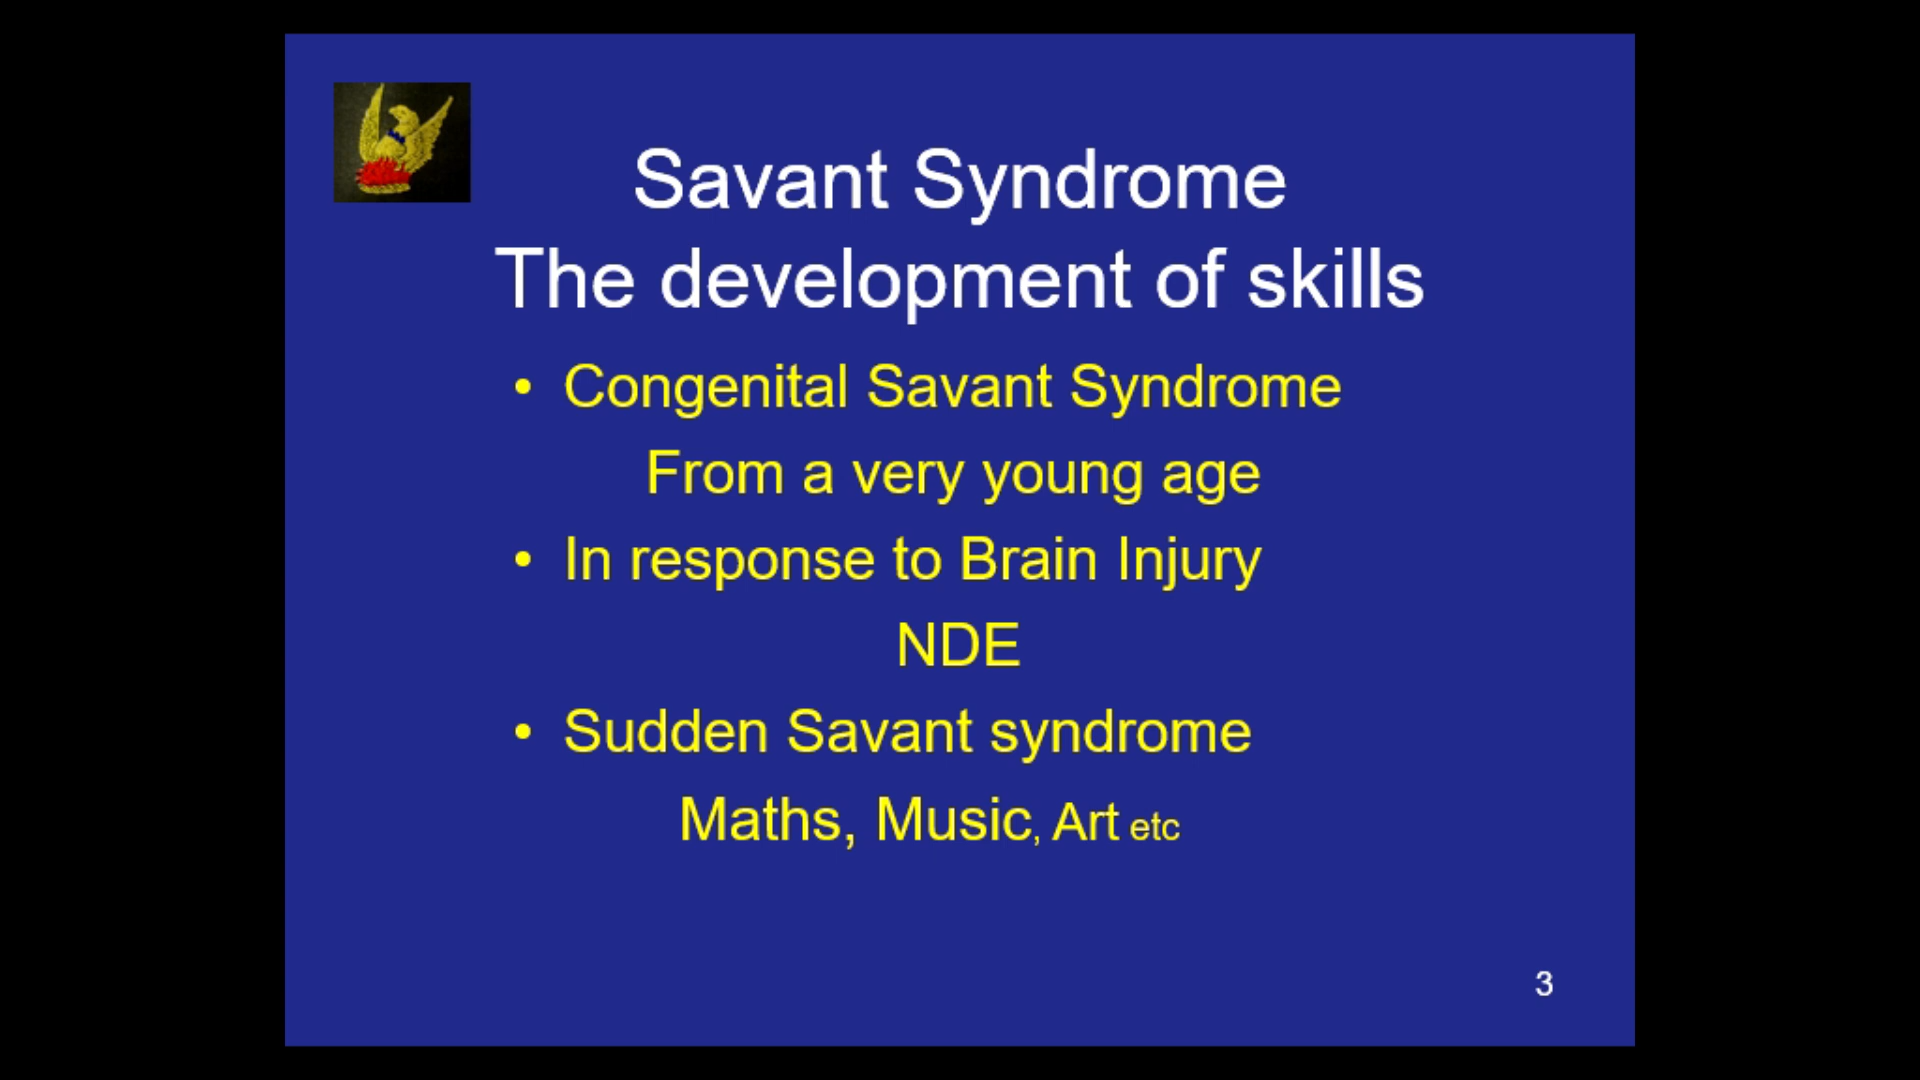 Savant Syndrome
The development of skills
• Congenital Savant Syndrome
From a very young age
• In response to Brain Injury
NDE
• Sudden Savant syndrome
Maths, Music, Art etc
3